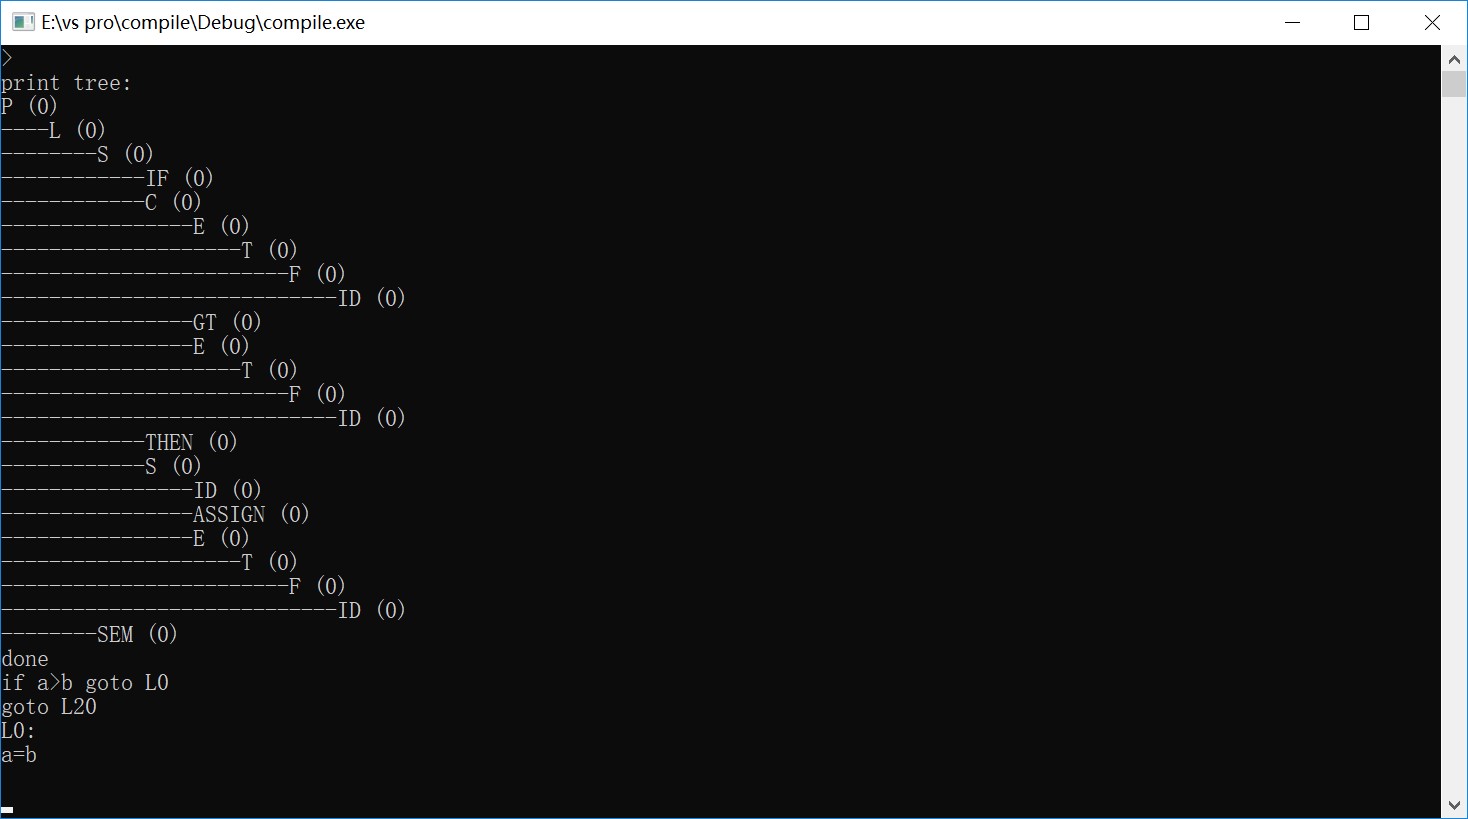 E:\vs pro\compile\Debug\compile.exe
>
print tree:
P (0)
----L (0)
--------S (0)
------------IF (0)
------------C (0)
----------------E (0)
--------------------T (0)
------------------------F (0)
----------------------------ID (0)
----------------GT (0)
----------------E (0)
--------------------T (0)
------------------------F (0)
----------------------------ID (0)
------------THEN (0)
------------S (0)
----------------ID (0)
----------------ASSIGN (0)
----------------E (0)
--------------------T (0)
------------------------F (0)
----------------------------ID (0)
--------SEM (0)
done
if a>b goto L0
goto L20
L0:
a=b